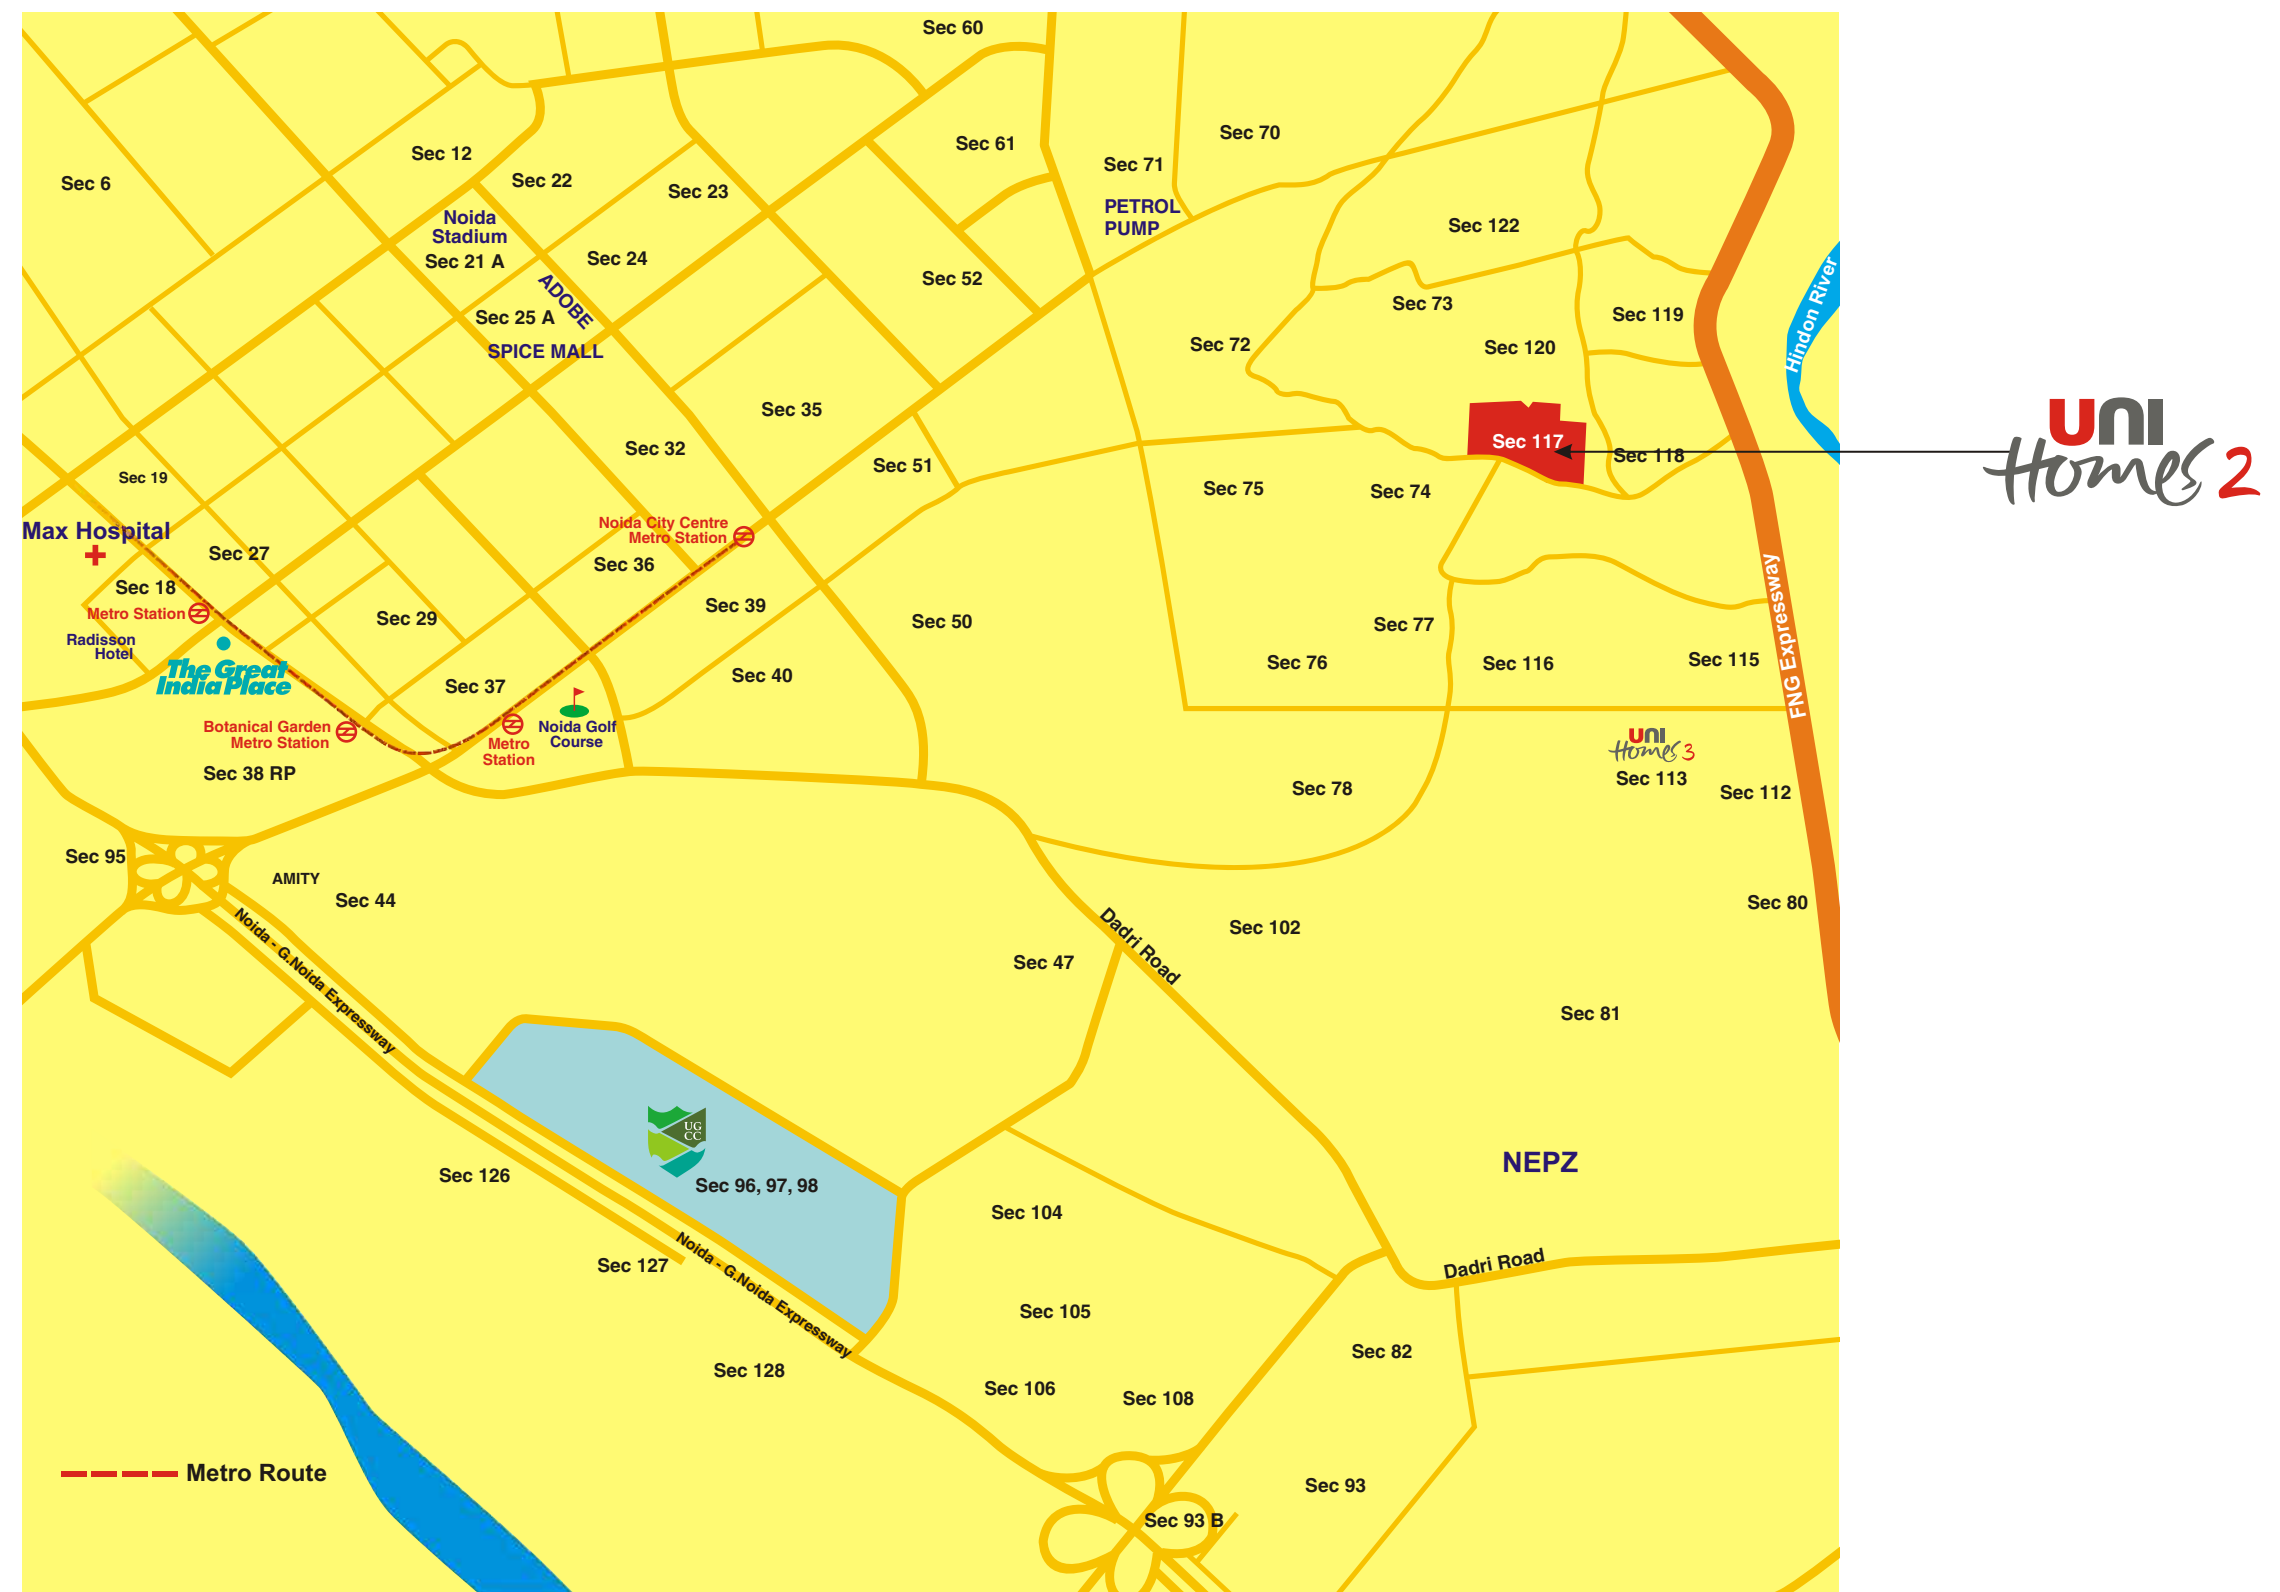 Sec 60
Sec 12
Sec 61
Sec 70
Sec 71
Sec 6
Sec 22
Sec 23
PETROL
PUMP
Noida
Stadium
Sec 21 A
Sec 24
Sec 122
Sec 52
ADOBE
Sec 25 A
SPICE MALL
Sec 73
Sec 119
Hindon River
Sec 72
Sec 120
Sec 35
Sec 32
Sec 51
Sec 117
Sec 118
UNI
Homes 2
Sec 19
Sec 75
Sec 74
Max Hospital
Noida City Centre
Metro Station
Sec 27
Sec 36
Sec 18
Metro Station
Sec 29
Sec 39
Sec 50
Sec 77
FNG Expressway
Radisson
Hotel
The Great
India Place
Sec 40
Sec 76
Sec 116
Sec 115
Sec 37
Botanical Garden
Metro Station
Noida Golf
Course
Metro
Station
UNI
Homes 3
Sec 38 RP
Sec 78
Sec 113
Sec 112
Sec 95
AMITY
Sec 44
Sec 80
Noida - G.Noida Expressway
Dadri Road
Sec 102
Sec 47
Sec 81
UG
CC
Sec 126
Sec 96, 97, 98
NEPZ
Sec 104
Sec 127
Noida - G.Noida Expressway
Dadri Road
Sec 105
Sec 128
Sec 82
Sec 106
Sec 108
Metro Route
Sec 93
Sec 93 B